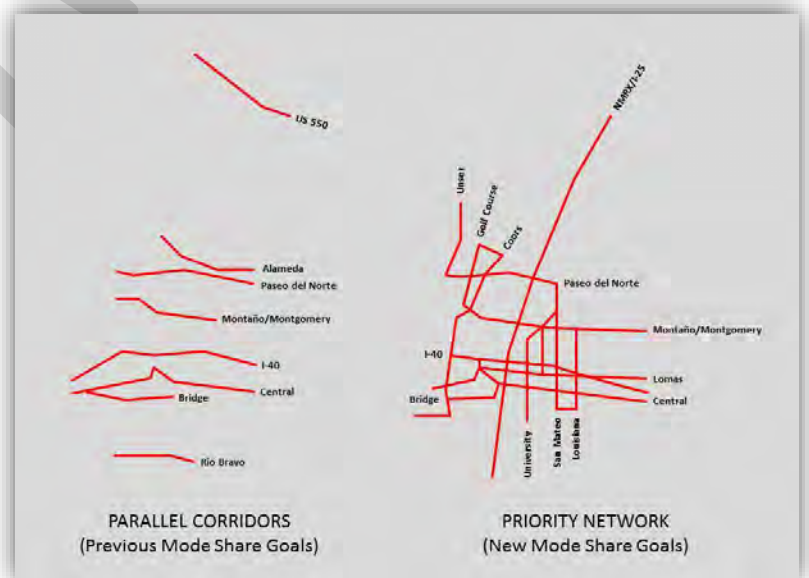 US 550
Alameda
Paseo del Norte
Montaño/Montgomery
I-40
Central
Bridge
Rio Bravo
PARALLEL CORRIDORS
(Previous Mode Share Goals)
NMRX/I-25
Unser
Golf Course
Coors
Paseo del Norte
Montaño/Montgomery
I-40
Lomas
Bridge
Central
University
San Mateo
Louisiana
PRIORITY NETWORK
(New Mode Share Goals)